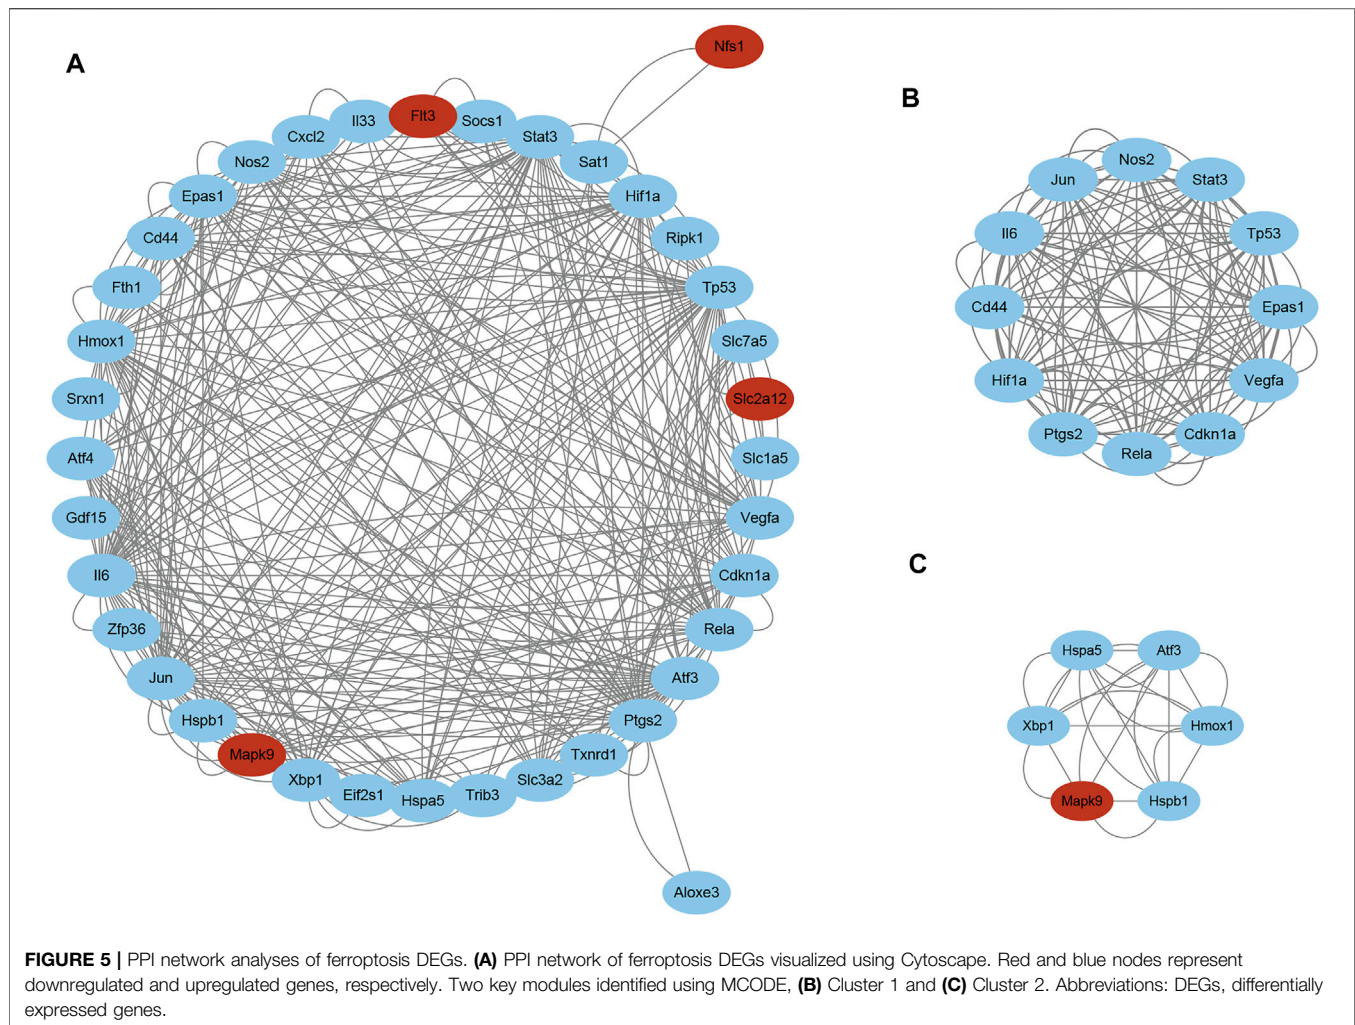 A
Nfs1
Flt3
Il33
Socs1
Cxcl2
Stat3
Nos2
Sat1
Epas1
Hif1a
Cd44
Ripk1
Fth1
Tp53
Hmox1
Slc7a5
Srxn1
Slc2a12
Atf4
Slc1a5
Gdf15
Vegfa
Il6
Cdkn1a
Zfp36
Rela
Jun
Atf3
Hspb1
Ptgs2
Mapk9
Txnrd1
Xbp1
Slc3a2
Eif2s1
Hspa5
Trib3
Aloxe3
B
Nos2
Jun
Stat3
Il6
Tp53
Cd44
Epas1
Hif1a
Vegfa
Ptgs2
Cdkn1a
Rela
C
Hspa5
Atf3
Xbp1
Hmox1
Mapk9
Hspb1
FIGURE 5 | PPI network analyses of ferroptosis DEGs. (A) PPI network of ferroptosis DEGs visualized using Cytoscape. Red and blue nodes represent
downregulated and upregulated genes, respectively. Two key modules identified using MCODE, (B) Cluster 1 and (C) Cluster 2. Abbreviations: DEGs, differentially
expressed genes.